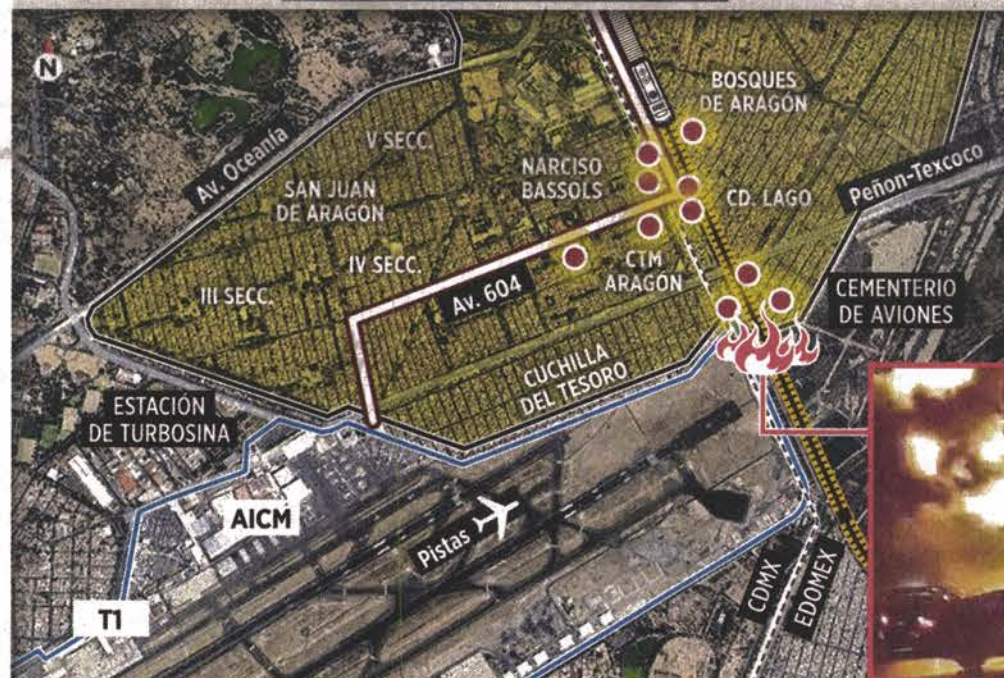 N
BOSQUES
DE ARAGÓN
V SECC.
Av. Oceanía
NARCISO
BASSOLS
SAN JUAN
DE ARAGÓN
Peñon-Texcoco
CD. LAGO
IV SECC.
CTM
ARAGÓN
III SECC.
Av. 604
CEMENTERIO
DE AVIONES
CUCHILLA
DEL TESORO
ESTACIÓN
DE TURBOSINA
AICM
Pistas
CDMX
EDOMEX
T1